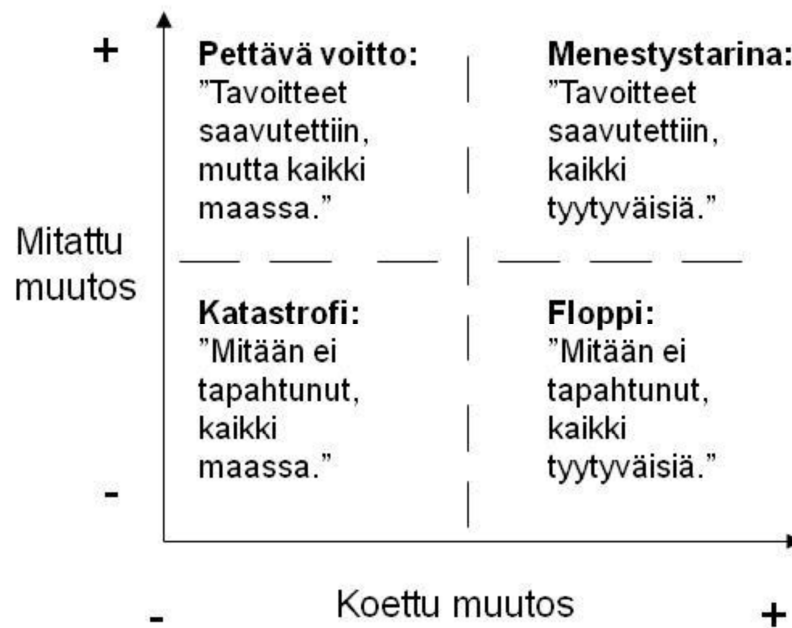 +
Pettävä voitto:
”Tavoitteet
saavutettiin,
mutta kaikki
maassa.”
Menestystarina:
”Tavoitteet
saavutettiin,
kaikki
tyytyväisiä.”
Mitattu
muutos
Katastrofi:
”Mitään ei
tapahtunut,
kaikki
maassa.”
Floppi:
”Mitään ei
tapahtunut,
kaikki
tyytyväisiä.”
-
-
Koettu muutos
+